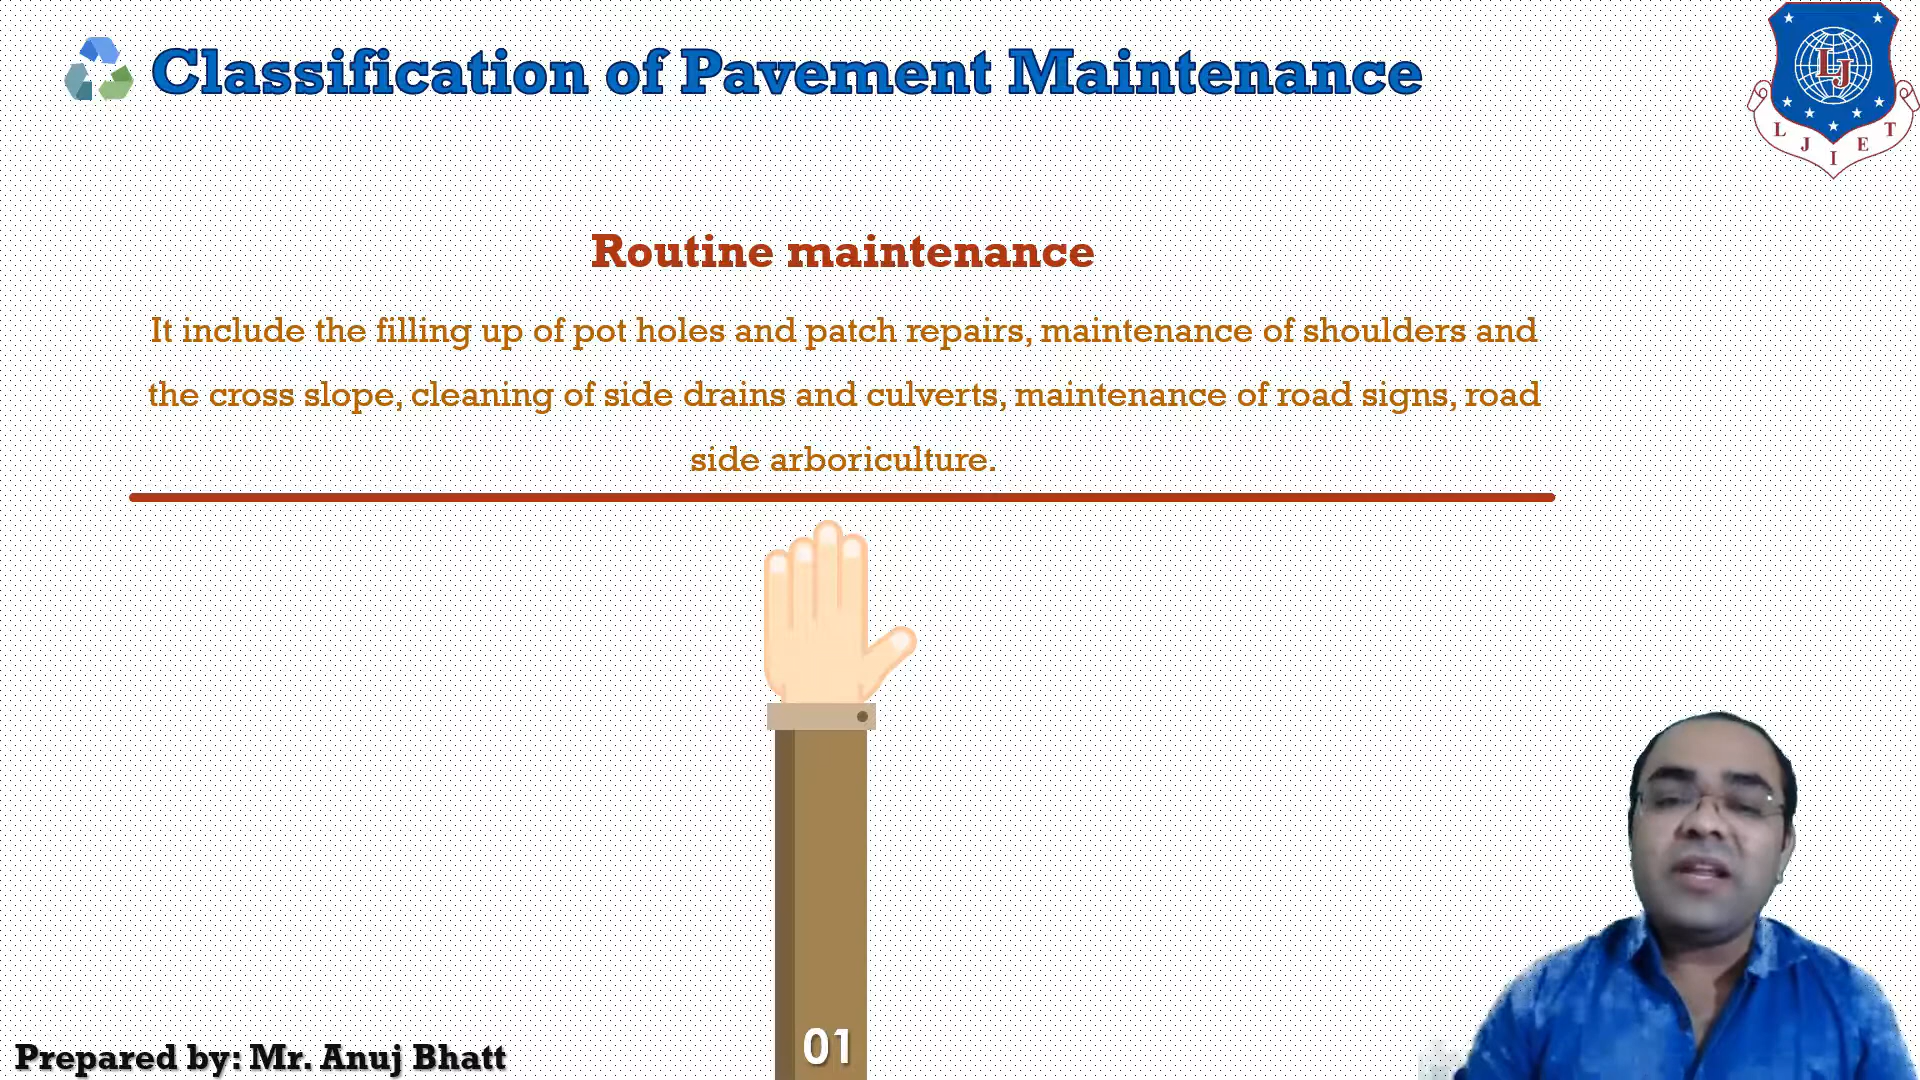 Classification of Pavement Maintenance
LJ
L J I E T
Routine maintenance
It include the filling up of pot holes and patch repairs, maintenance of shoulders and
the cross slope, cleaning of side drains and culverts, maintenance of road signs, road
side arboriculture.
01
Prepared by: Mr. Anuj Bhatt